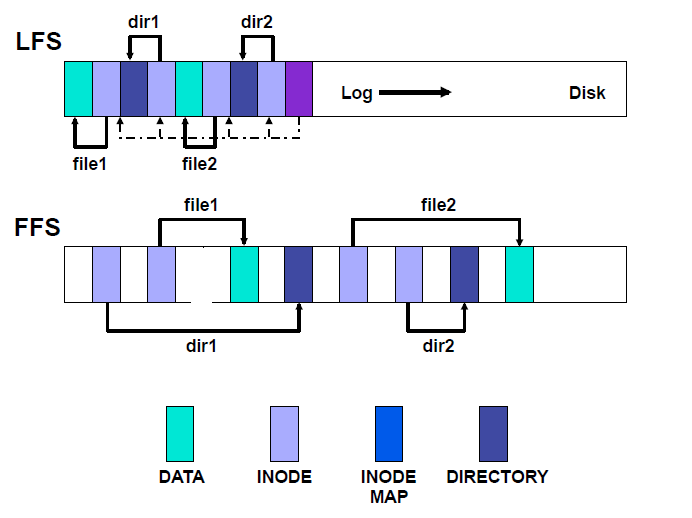 dir1 dir2
LFS
Log Disk
file1 file2
file1 file2
FFS
dir1 dir2
DATA INODE INODE MAP DIRECTORY